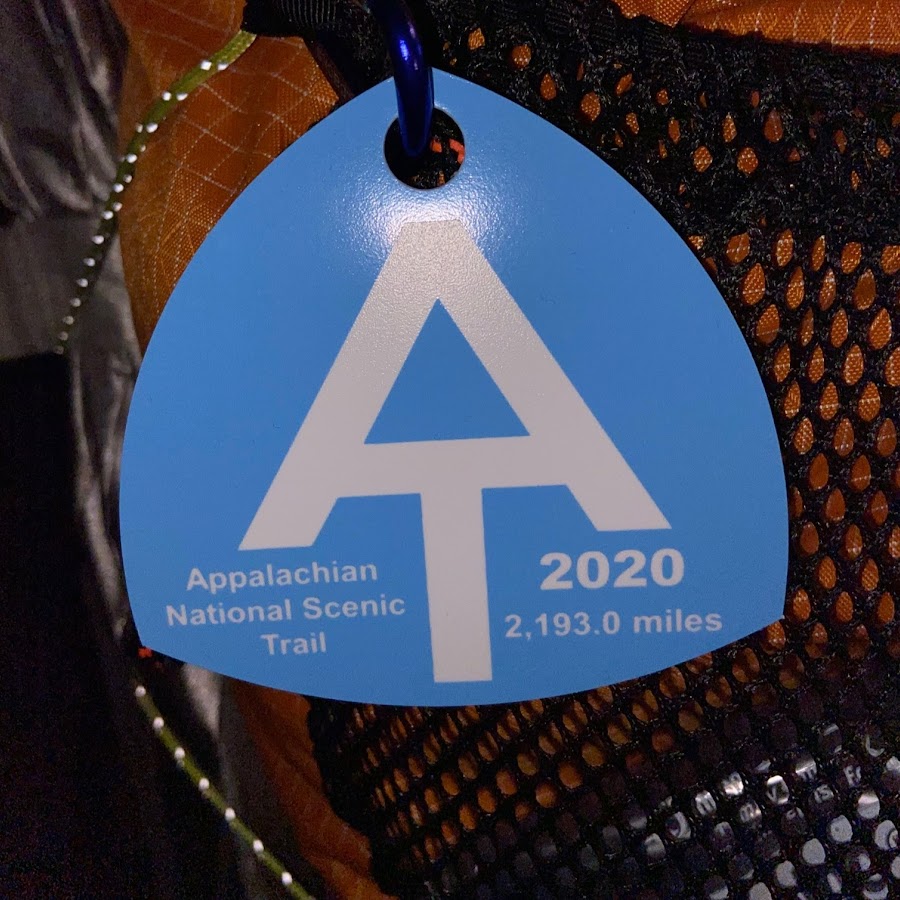 AT
Appalachian
National Scenic
Trail
2020
2,193.0 miles